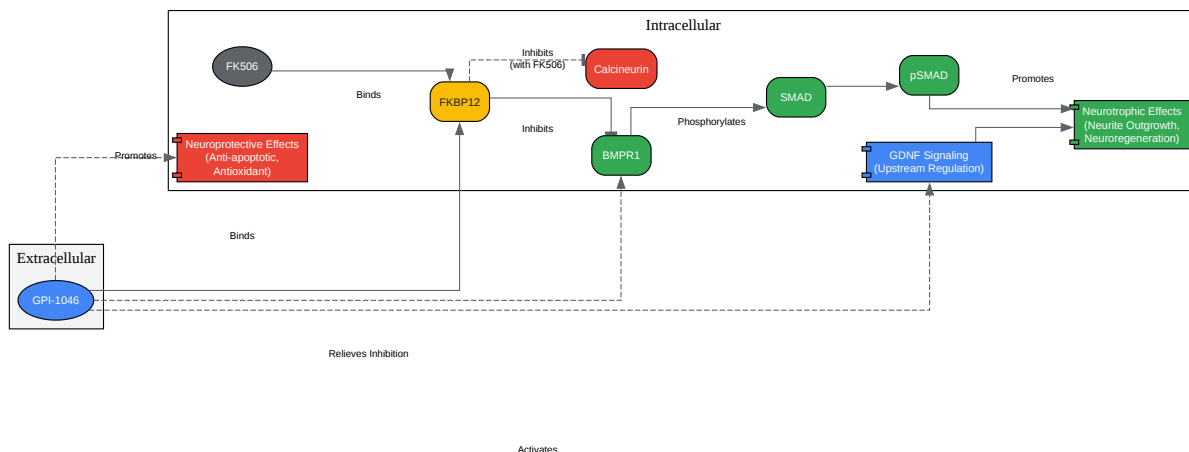 Intracellular
FK506
Inhibits
(with FK506)
Calcineurin
pSMAD
Promotes
Binds
FKBP12
SMAD
Neurotrophic Effects
(Neurite Outgrowth,
Neuroregeneration)
Phosphorylates
Inhibits
Promotes
Neuroprotective Effects
(Anti-apoptotic,
Antioxidant)
BMPR1
GDNF Signaling
(Upstream Regulation)
Binds
Extracellular
GPI-1046
Relieves Inhibition
Activates